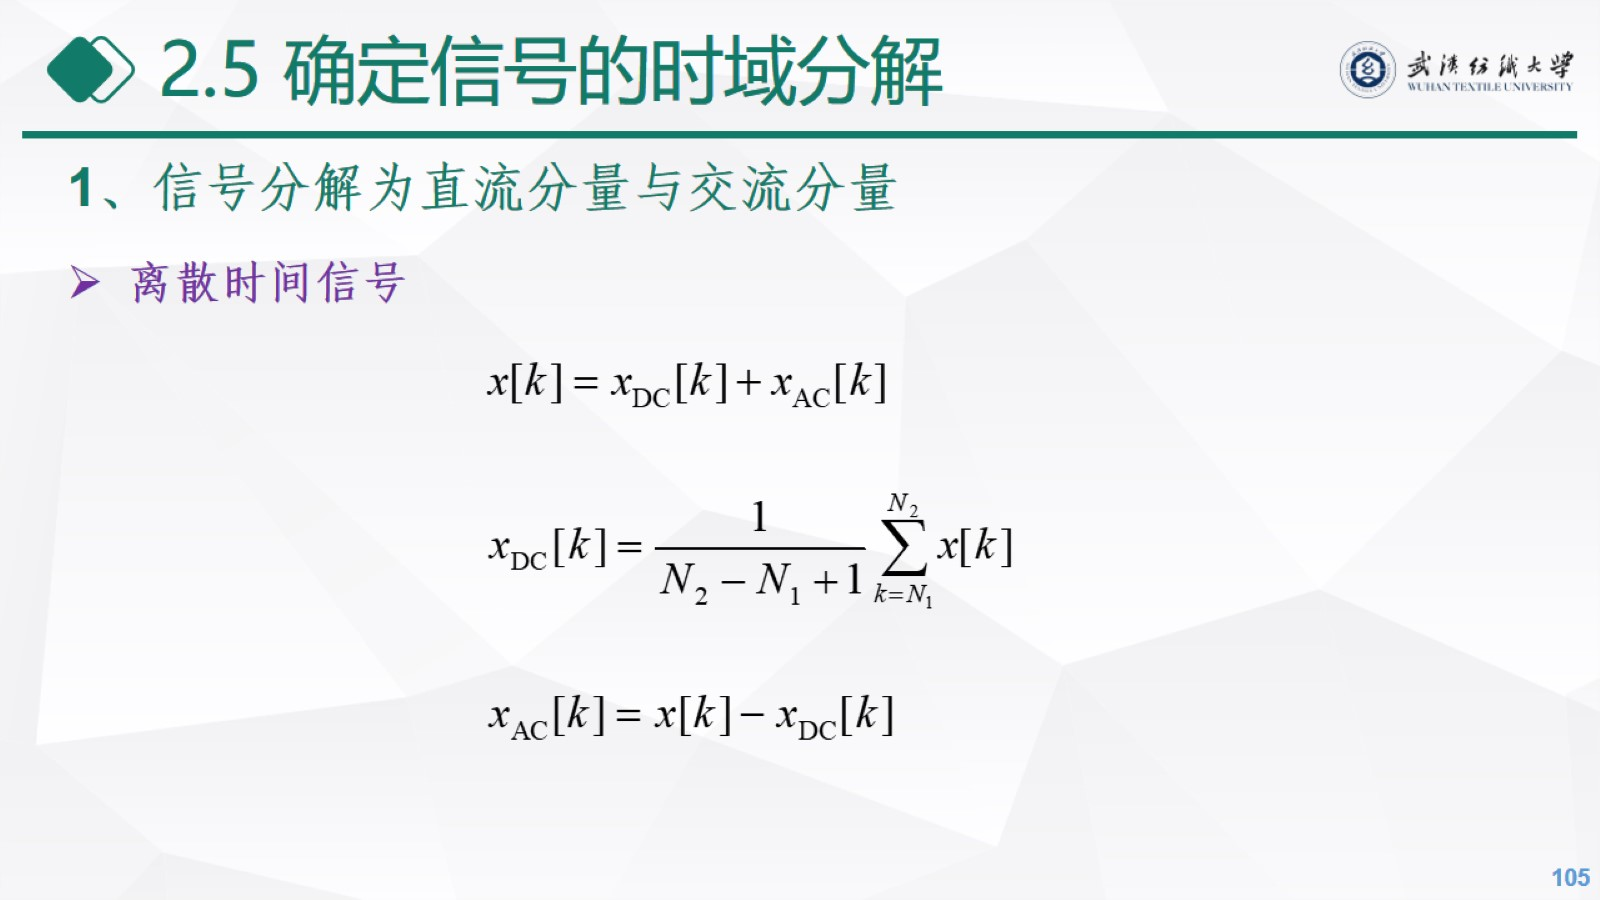 2.5 确定信号的时域分解
武汉纺织大学
WUHAN TEXTILE UNIVERSITY
1、信号分解为直流分量与交流分量
➢ 离散时间信号
x[k] = x_DC[k] + x_AC[k]
x_DC[k] = \frac{1}{N_2 - N_1 + 1} \sum_{k=N_1}^{N_2} x[k]
x_AC[k] = x[k] − x_DC[k]
105